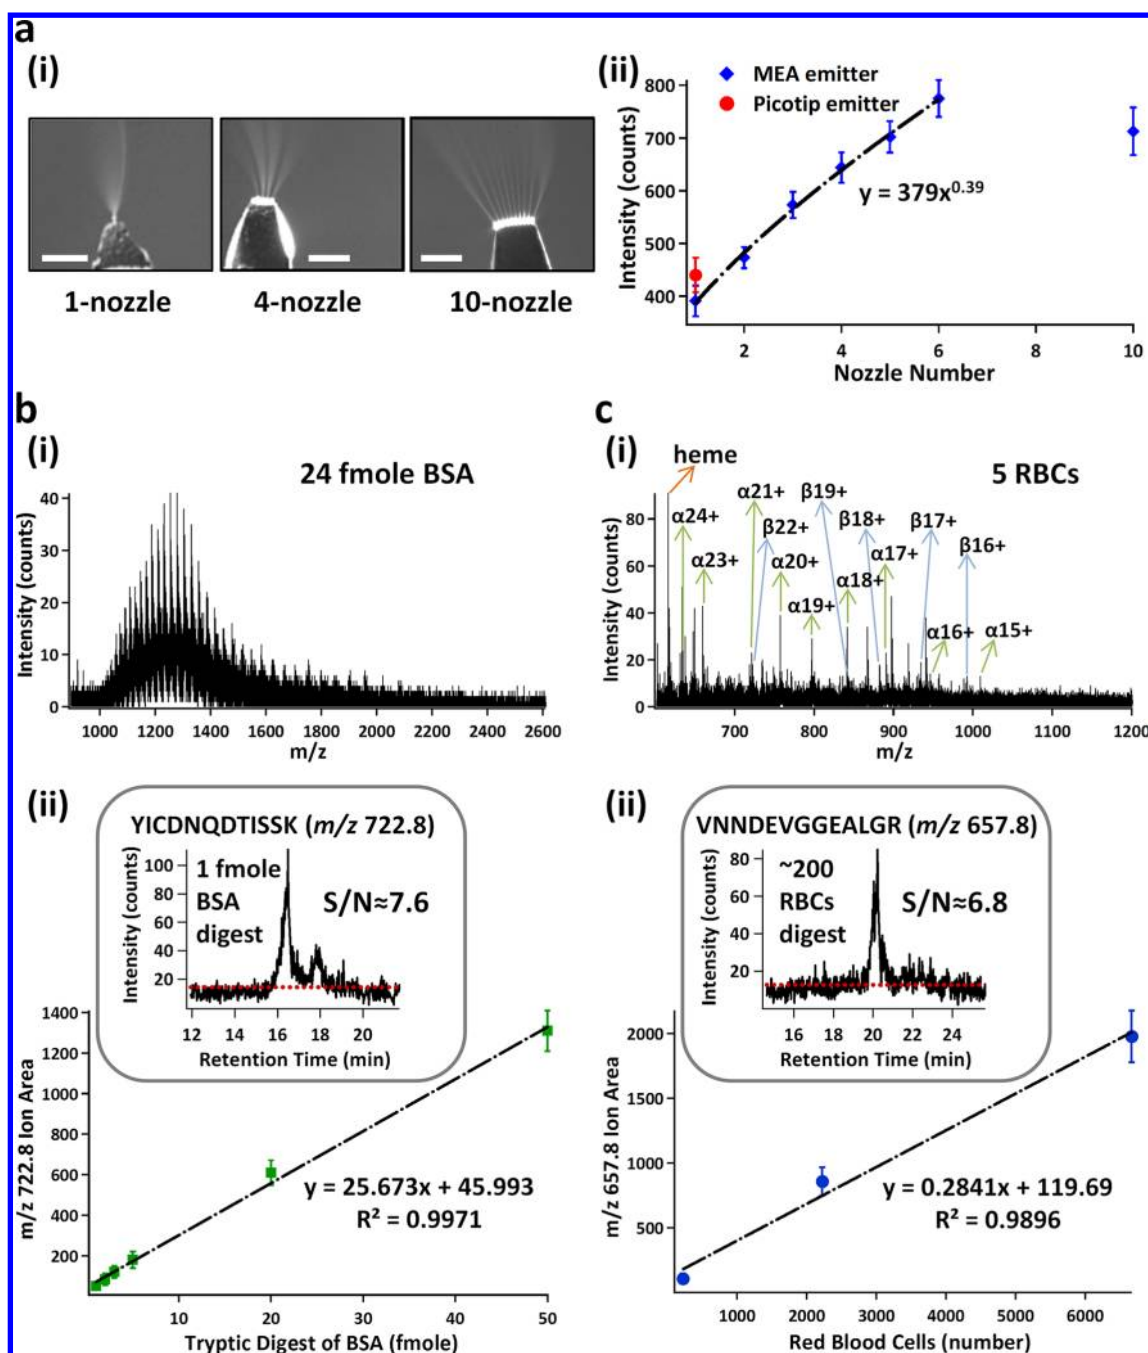 a
(i)
1-nozzle
4-nozzle
10-nozzle
(ii)
MEA emitter
Picotip emitter
Intensity (counts)
800
700
600
500
400
y = 379x^0.39
2
4
6
8
10
Nozzle Number
b
(i)
24 fmole BSA
Intensity (counts)
40
30
20
10
0
1000 1200 1400 1600 1800 2000 2200 2400 2600
m/z
c
(i)
heme
5 RBCs
α24+
α23+
α21+
β22+
α20+
α19+
β19+
α18+
β18+
α17+
β17+
α16+
β16+
α15+
Intensity (counts)
80
60
40
20
0
700 800 900 1000 1100 1200
m/z
(ii)
YICDNQDTISSK (m/z 722.8)
1 fmole
BSA
digest
S/N≈7.6
Intensity (counts)
100
80
60
40
20
12 14 16 18 20
Retention Time (min)
m/z 722.8 Ion Area
1400
1200
1000
800
600
400
200
y = 25.673x + 45.993
R² = 0.9971
10 20 30 40 50
Tryptic Digest of BSA (fmole)
(ii)
VNNDEVGGEALGR (m/z 657.8)
~200
RBCs
digest
S/N≈6.8
Intensity (counts)
80
60
40
20
16 18 20 22 24
Retention Time (min)
m/z 657.8 Ion Area
2000
1500
1000
500
y = 0.2841x + 119.69
R² = 0.9896
1000 2000 3000 4000 5000 6000
Red Blood Cells (number)